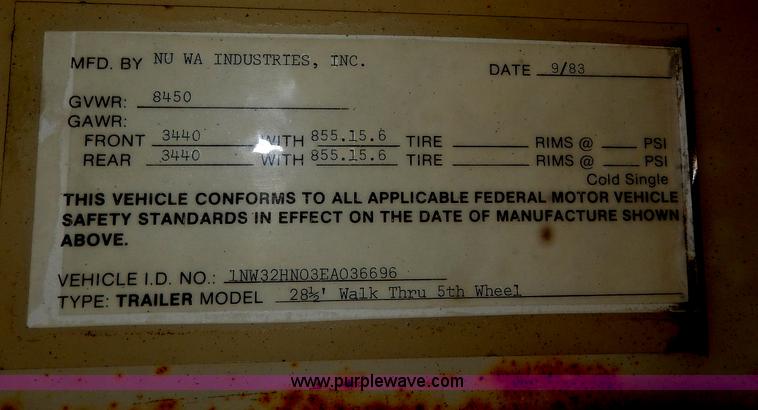 MFD. BY NU WA INDUSTRIES, INC.
DATE 9/83
GVWR: 8450
GAWR:
FRONT 3440 WITH 855.15.6 TIRE RIMS @ PSI
REAR 3440 WITH 855.15.6 TIRE RIMS @ PSI
Cold Single
THIS VEHICLE CONFORMS TO ALL APPLICABLE FEDERAL MOTOR VEHICLE
SAFETY STANDARDS IN EFFECT ON THE DATE OF MANUFACTURE SHOWN
ABOVE.
VEHICLE I.D. NO.: 1NW32HN03EA036696
TYPE: TRAILER MODEL 28½' Walk Thru 5th Wheel
www.purplewave.com